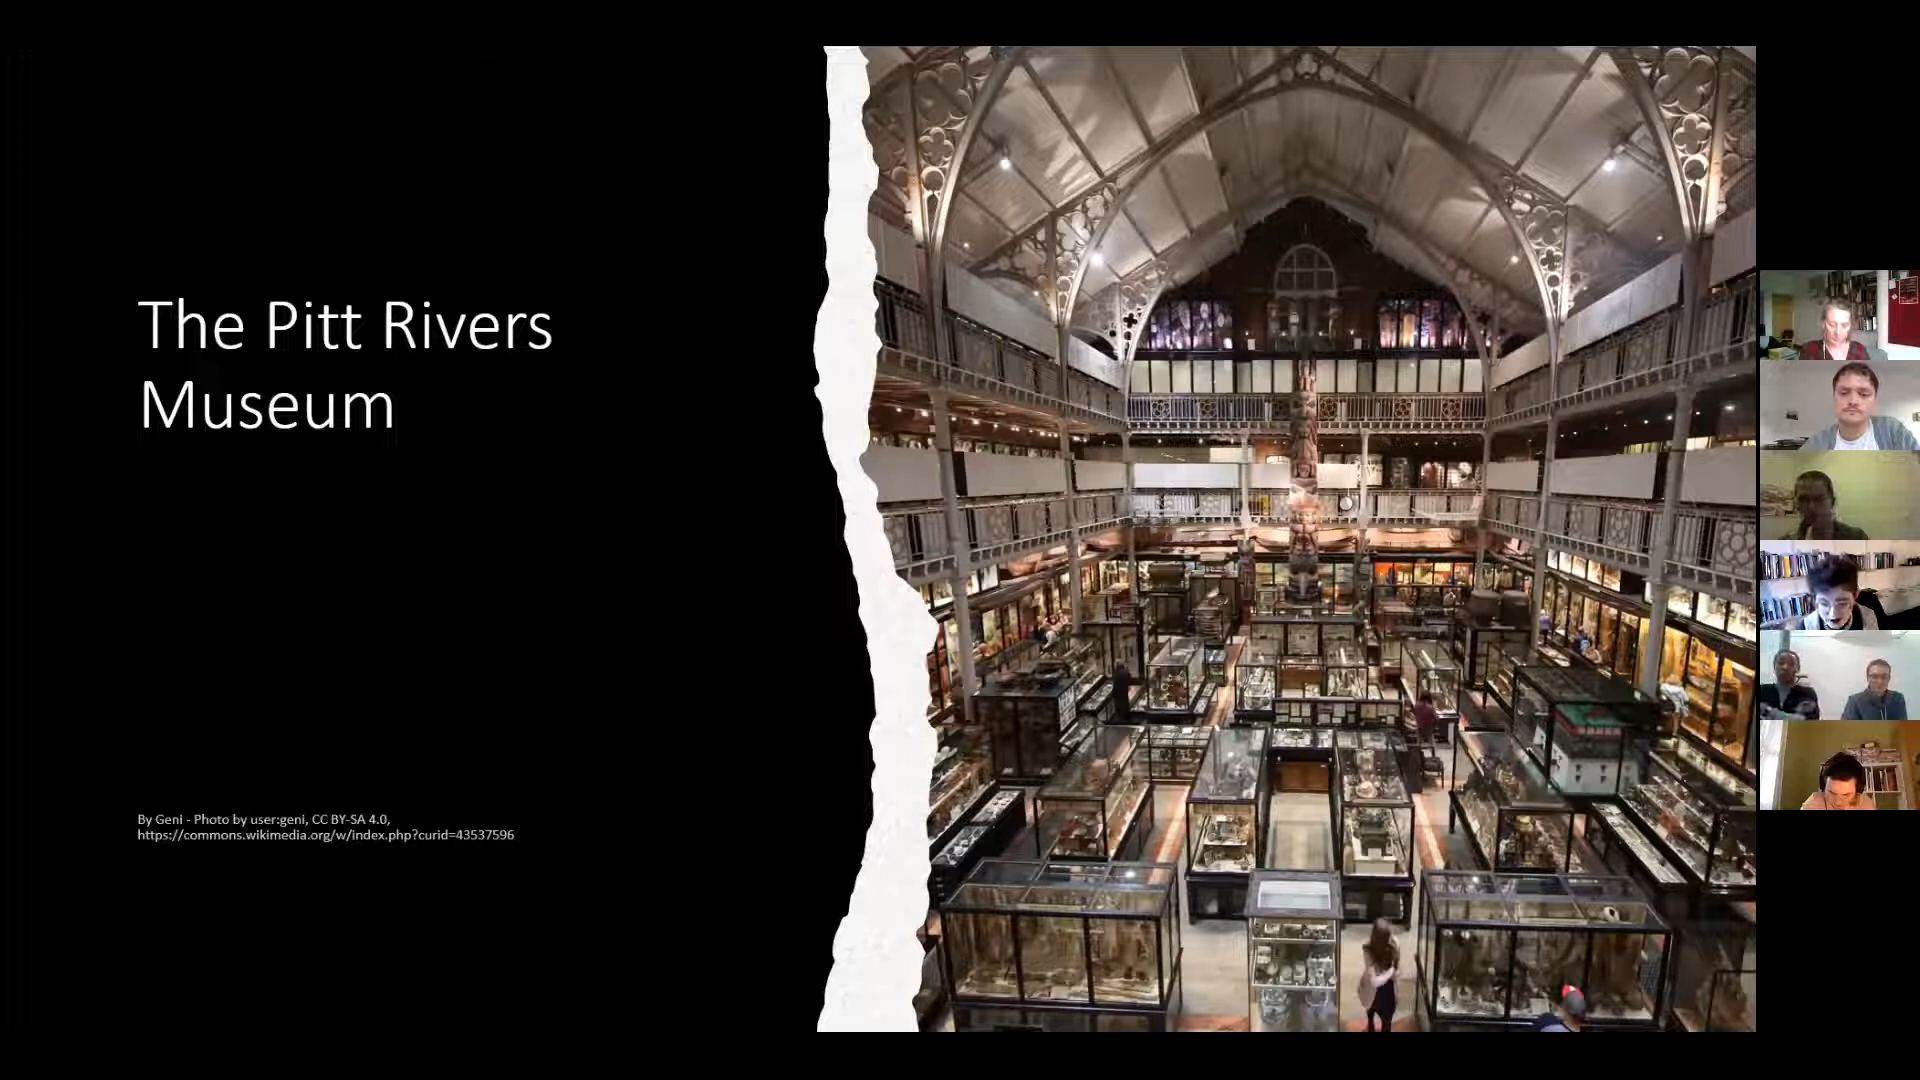 The Pitt Rivers
Museum
By Geni - Photo by user:geni, CC BY-SA 4.0,
https://commons.wikimedia.org/w/index.php?curid=43537596